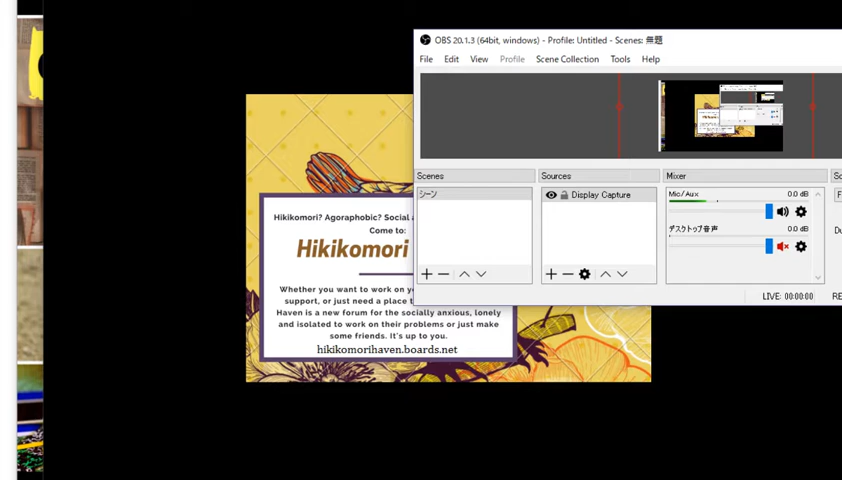 OBS 20.1.3 (64bit, windows) - Profile: Untitled - Scenes: 無題
File Edit View Profile Scene Collection Tools Help
Scenes Sources Mixer
シーン
Display Capture
Mic/Aux 0.0 dB
デスクトップ音声 0.0 dB
LIVE: 00:00:00
Hikikomori? Agoraphobic? Social
Come to:
Hikikomori
Whether you want to work on
support, or just need a place
Haven is a new forum for the socially anxious, lonely
and isolated to work on their problems or just make
some friends. It's up to you.
hikikomorihaven.boards.net